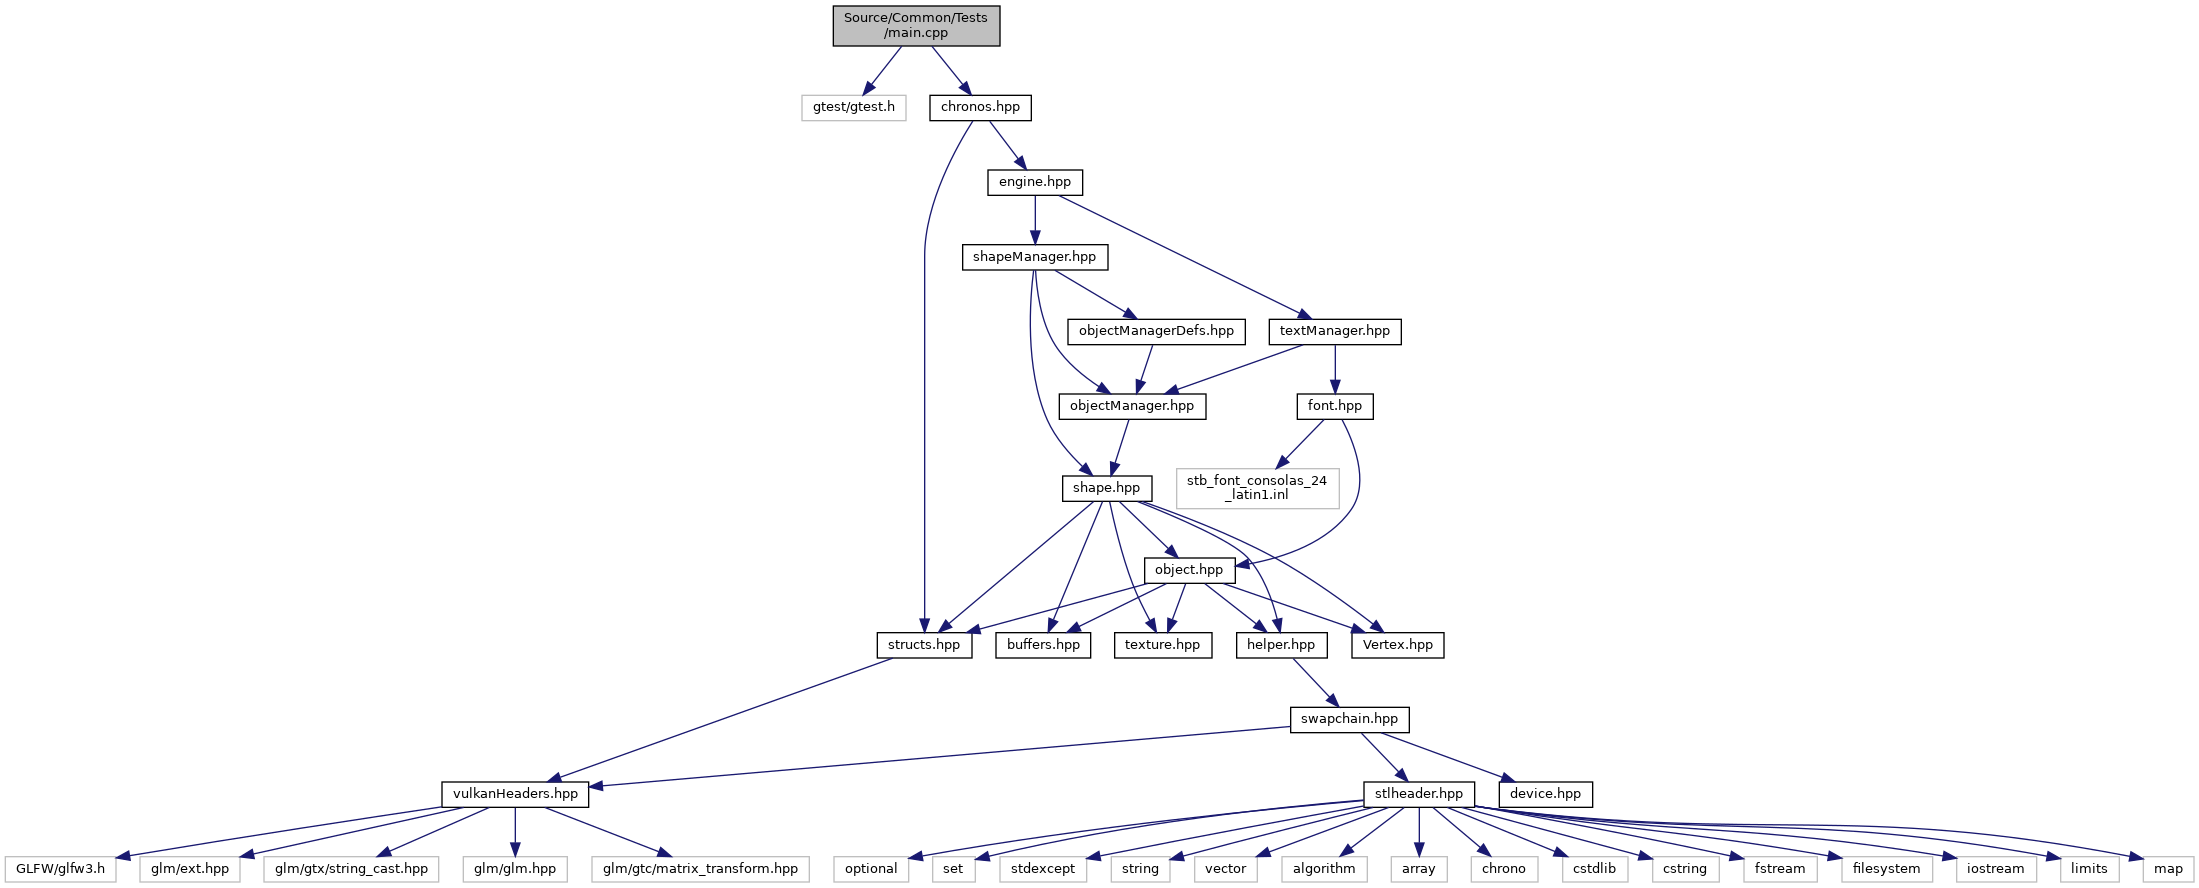 Source/Common/Tests
/main.cpp
gtest/gtest.h
chronos.hpp
engine.hpp
shapeManager.hpp
objectManagerDefs.hpp
textManager.hpp
objectManager.hpp
font.hpp
shape.hpp
stb_font_consolas_24
_latin1.inl
object.hpp
structs.hpp
buffers.hpp
texture.hpp
helper.hpp
Vertex.hpp
swapchain.hpp
vulkanHeaders.hpp
stlheader.hpp
device.hpp
GLFW/glfw3.h
glm/ext.hpp
glm/gtx/string_cast.hpp
glm/glm.hpp
glm/gtc/matrix_transform.hpp
optional
set
stdexcept
string
vector
algorithm
array
chrono
cstdlib
cstring
fstream
filesystem
iostream
limits
map